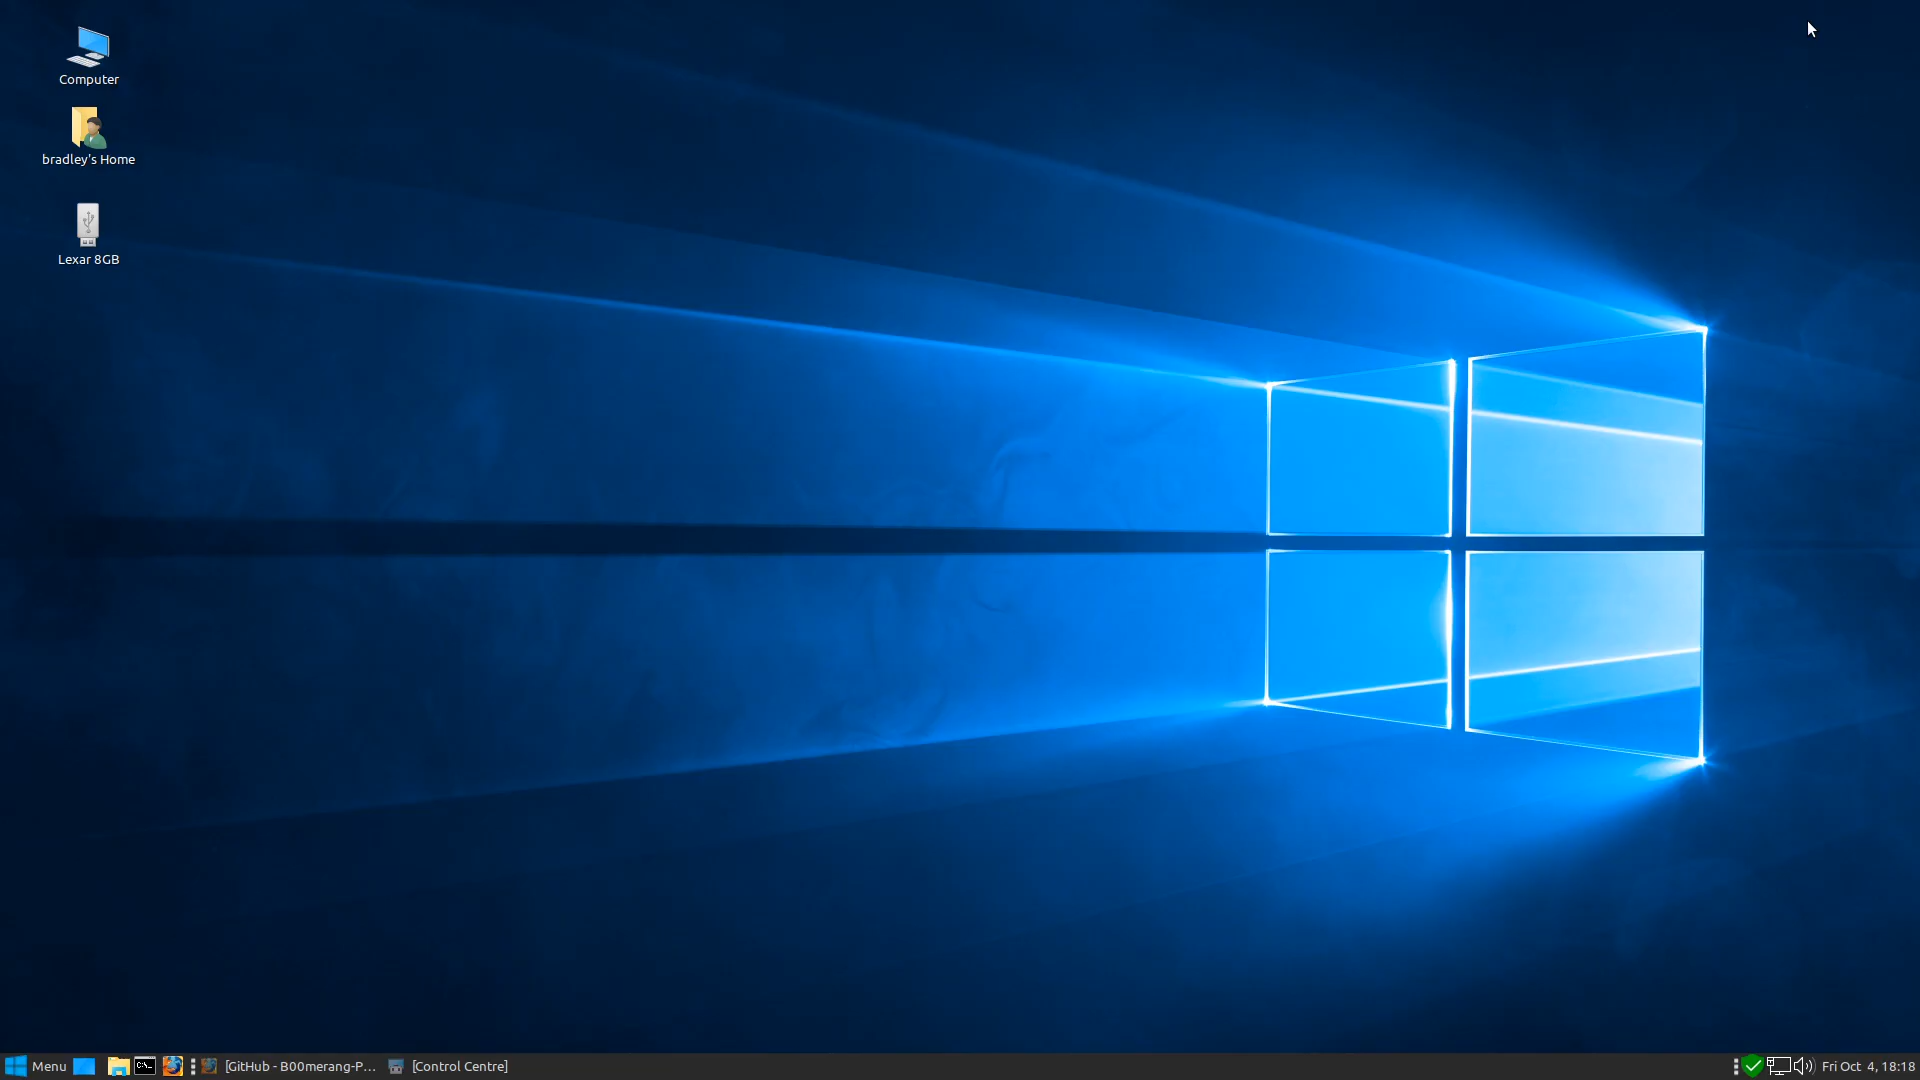 Computer
bradley's Home
Lexar 8GB
Menu
C:\_
[GitHub - B00merang-P...
[Control Centre]
Fri Oct 4, 18:18